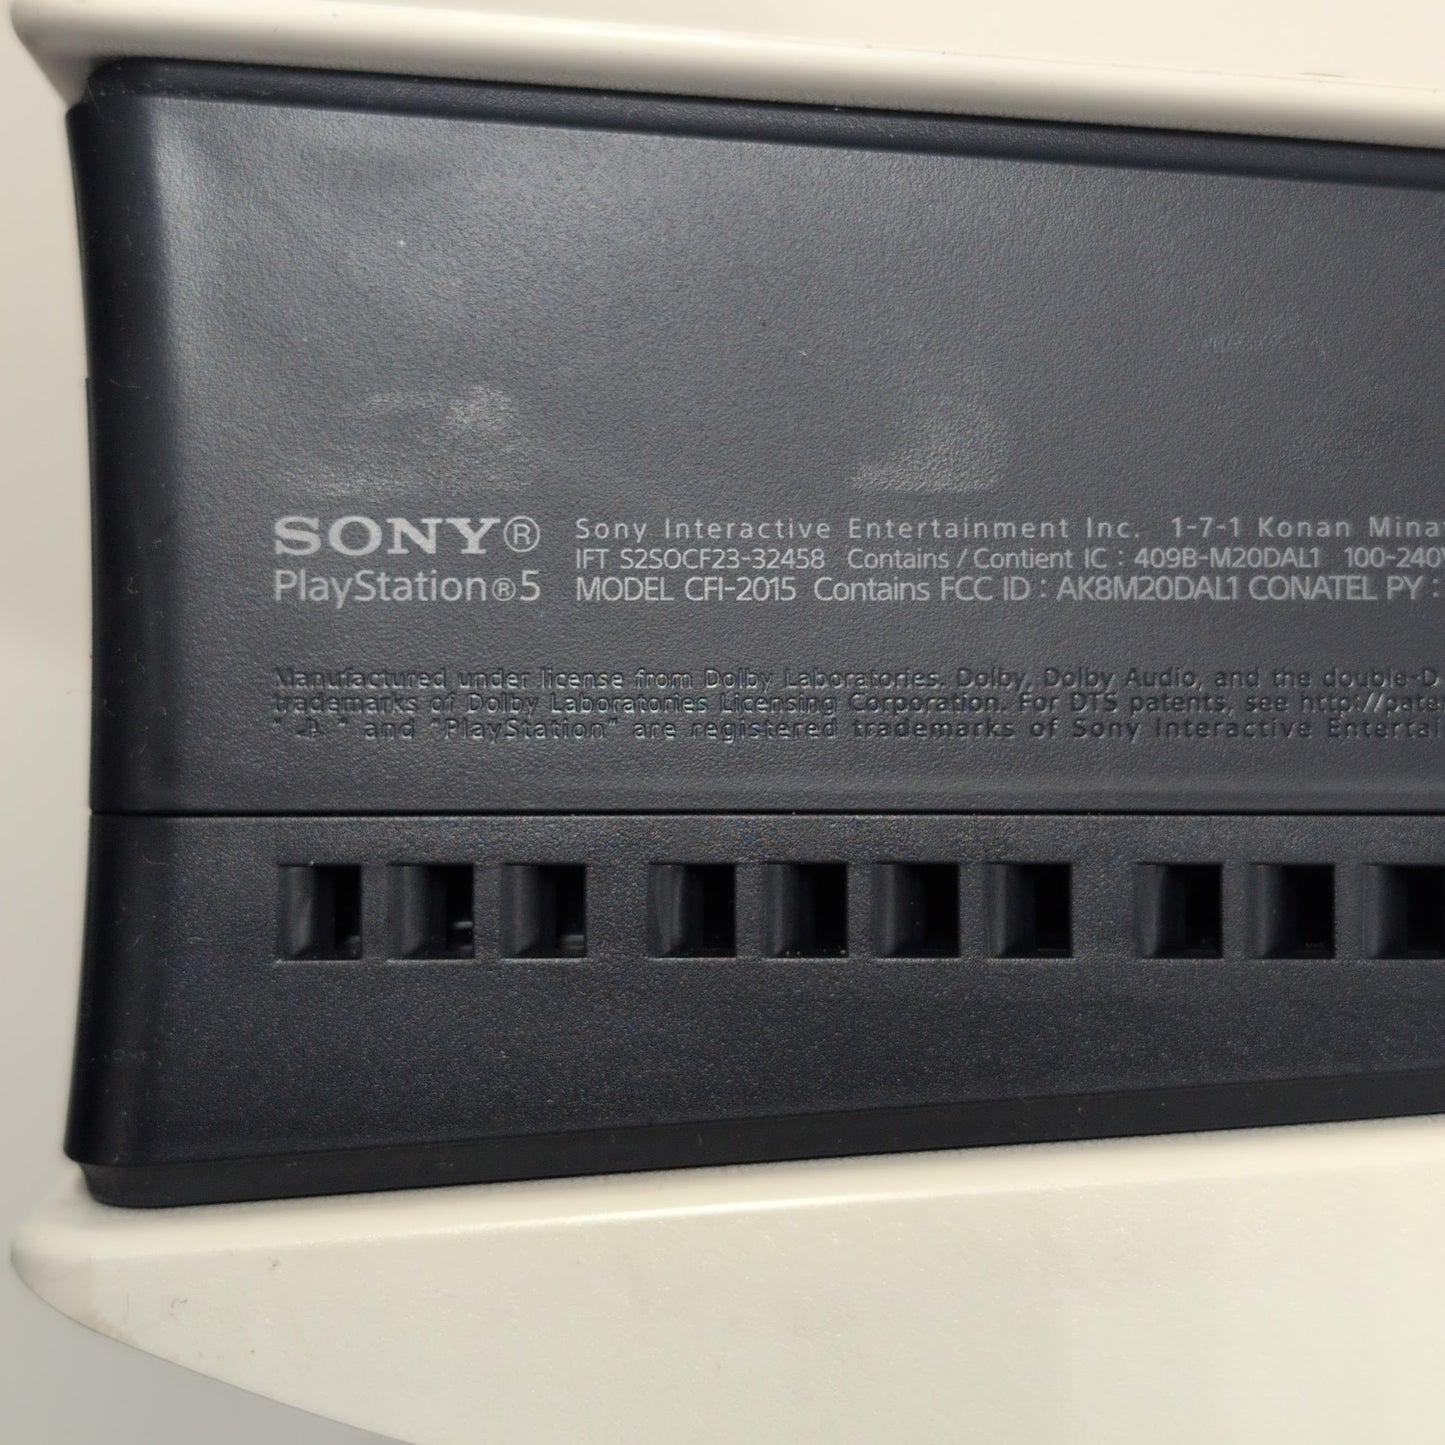 SONY® Sony Interactive Entertainment Inc. 1-7-1 Konan Mina
IFT S2SOCF23-32458 Contains / Contient IC : 409B-M20DAL1 100-240V
PlayStation®5 MODEL CFI-2015 Contains FCC ID : AK8M20DAL1 CONATEL PY :
Manufactured under license from Dolby Laboratories. Dolby, Dolby Audio, and the double-D
trademarks of Dolby Laboratories Licensing Corporation. For DTS patents, see http://pate
" " and "PlayStation" are registered trademarks of Sony Interactive Entertai